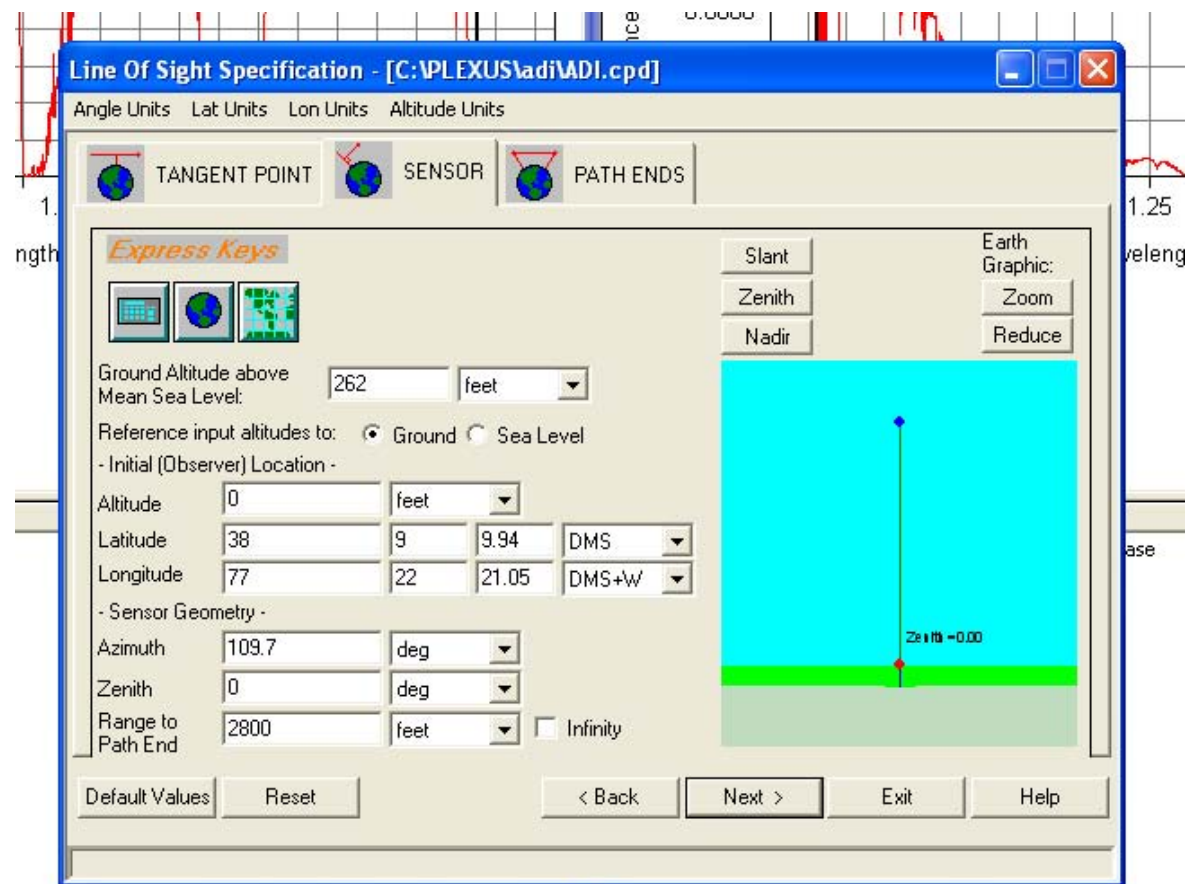 0.0000
Line Of Sight Specification - [C:\PLEXUS\adi\ADI.cpd]
Angle Units Lat Units Lon Units Altitude Units
TANGENT POINT SENSOR PATH ENDS
1.
1.25
ngth
Express Keys
Slant
Zenith
Nadir
Earth
Graphic:
Zoom
Reduce
Ground Altitude above
Mean Sea Level: 262 feet
Reference input altitudes to: Ground Sea Level
- Initial (Observer) Location -
Altitude 0 feet
Latitude 38 9 9.94 DMS
Longitude 77 22 21.05 DMS+W
- Sensor Geometry -
Azimuth 109.7 deg
Zenith 0 deg
Range to
Path End 2800 feet Infinity
Zenith =0.00
veleng
ase
Default Values Reset < Back Next > Exit Help